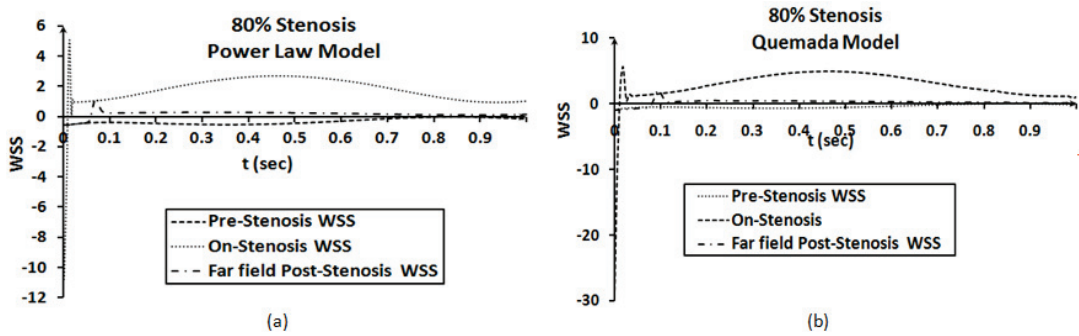 80% Stenosis
Power Law Model
6
4
2
0
-2
-4
-6
-8
-10
-12
WSS
0 0.1 0.2 0.3 0.4 0.5 0.6 0.7 0.8 0.9
t (sec)
Pre-Stenosis WSS
On-Stenosis WSS
Far field Post-Stenosis WSS
(a)
80% Stenosis
Quemada Model
10
0
-10
-20
-30
WSS
0 0.1 0.2 0.3 0.4 0.5 0.6 0.7 0.8 0.9
t (sec)
Pre-Stenosis WSS
On-Stenosis
Far field Post-Stenosis WSS
(b)